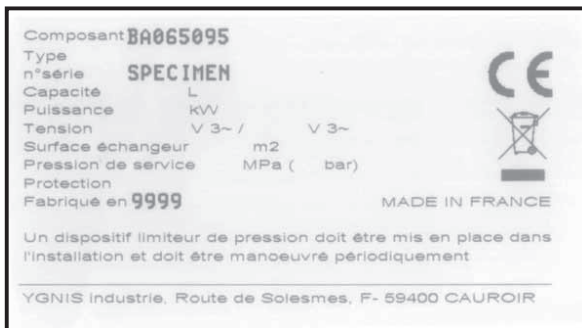 Composant BA065095
Type
n°série SPECIMEN
Capacité L
Puissance kW
Tension V 3~ / V 3~
Surface échangeur m2
Pression de service MPa ( bar)
Protection
Fabriqué en 9999 MADE IN FRANCE
CE
Un dispositif limiteur de pression doit être mis en place dans
l'installation et doit être manoeuvré périodiquement
YGNIS Industrie, Route de Solesmes, F- 59400 CAUROIR